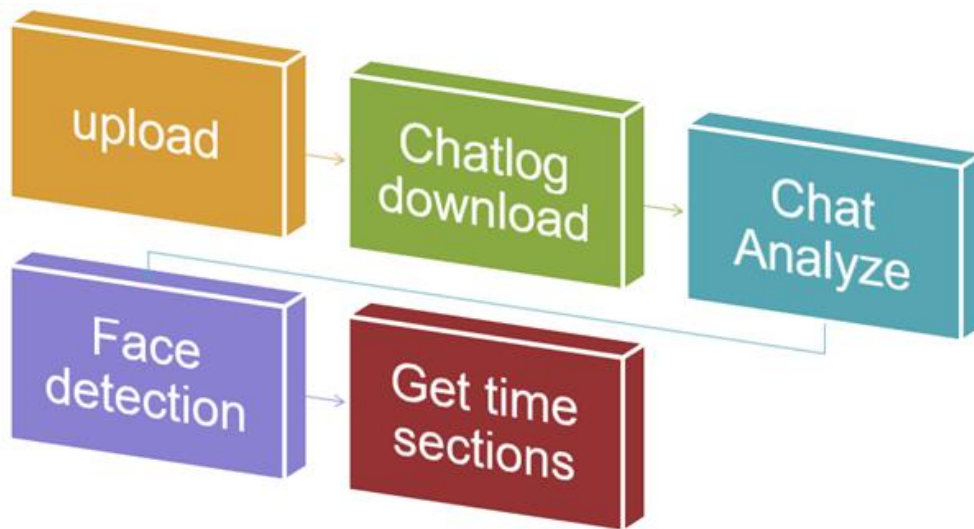 upload
Chatlog
download
Chat
Analyze
Face
detection
Get time
sections